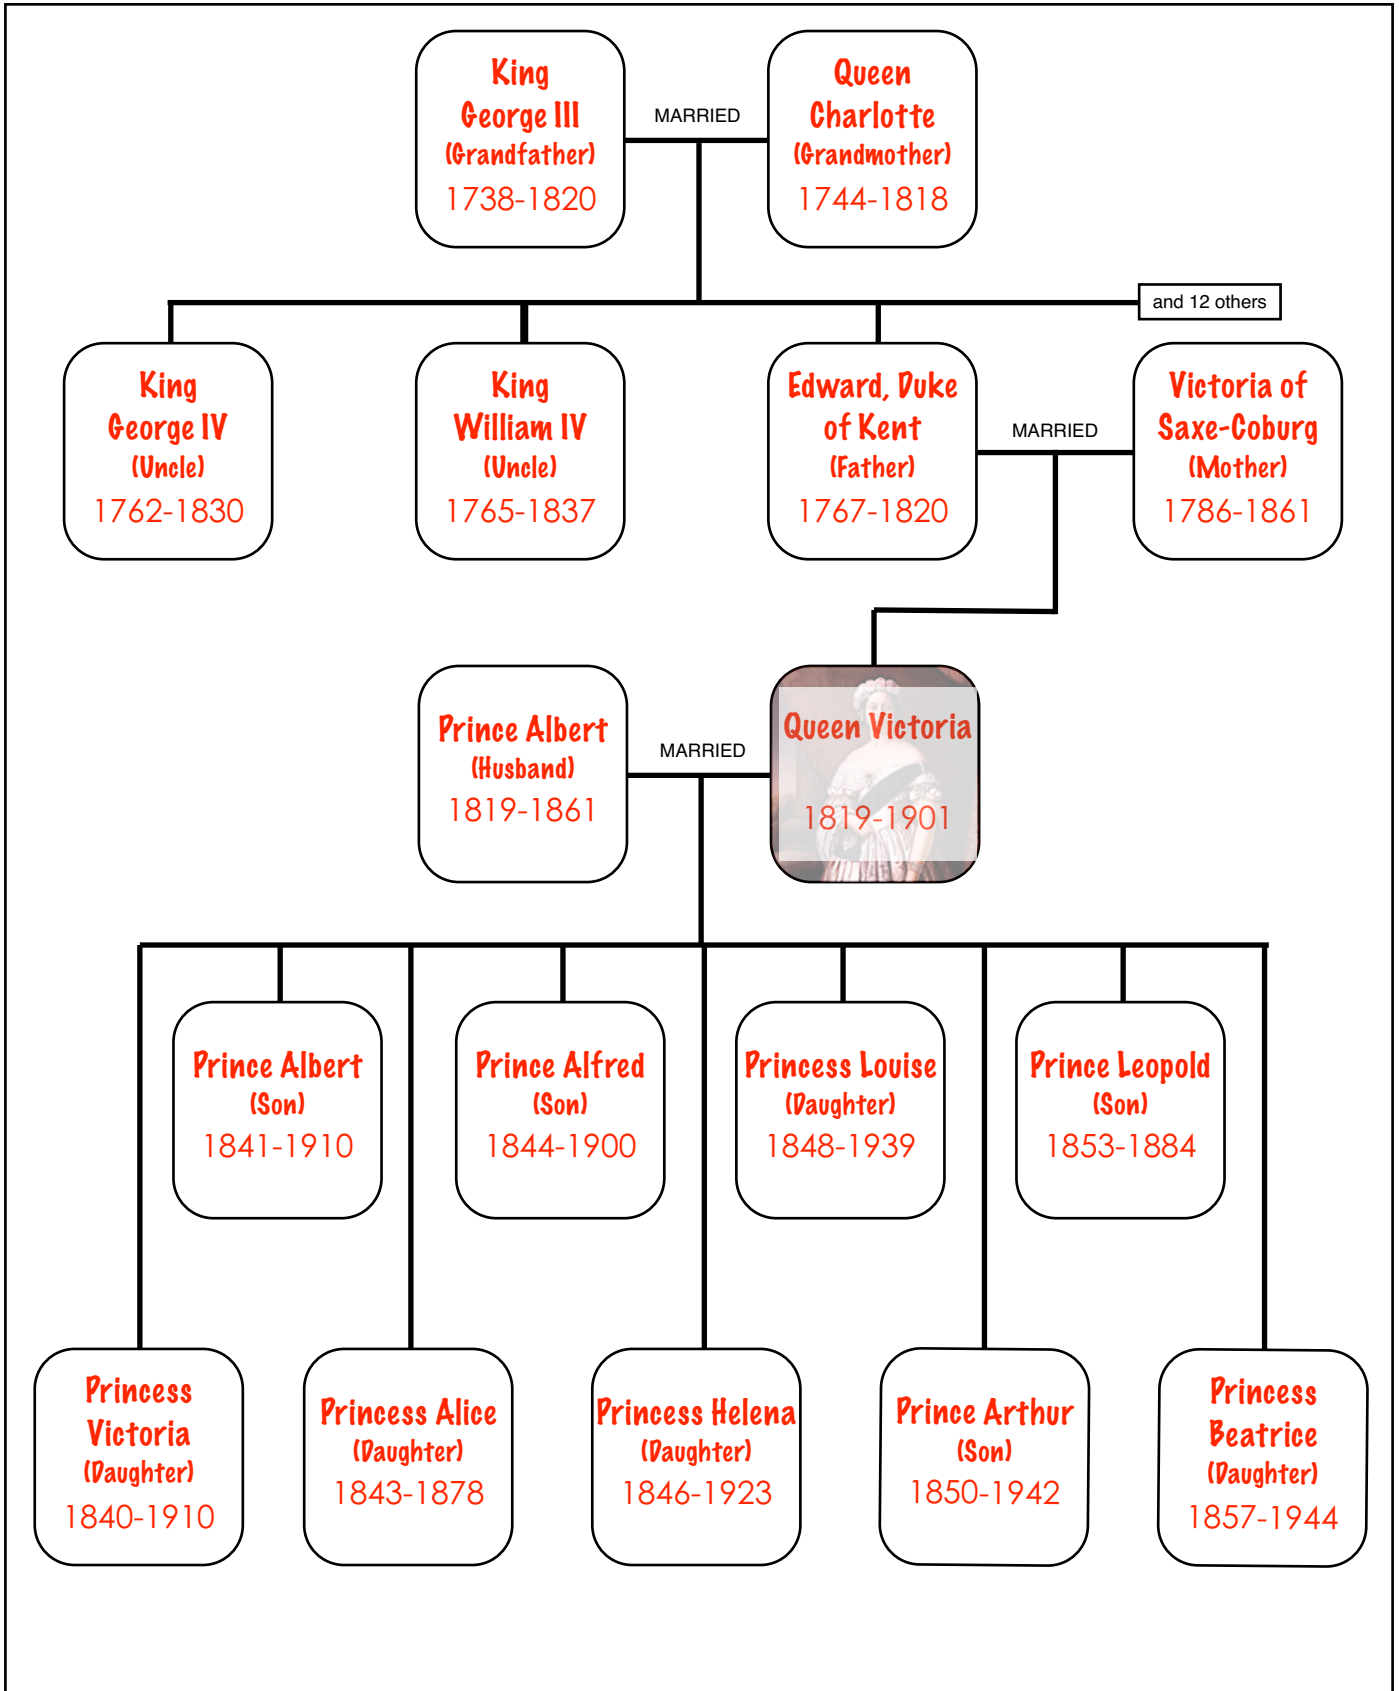 King
George III
(Grandfather)
1738-1820
MARRIED
Queen
Charlotte
(Grandmother)
1744-1818
and 12 others
King
George IV
(Uncle)
1762-1830
King
William IV
(Uncle)
1765-1837
Edward, Duke
of Kent
(Father)
1767-1820
MARRIED
Victoria of
Saxe-Coburg
(Mother)
1786-1861
Prince Albert
(Husband)
1819-1861
MARRIED
Queen Victoria
1819-1901
Prince Albert
(Son)
1841-1910
Prince Alfred
(Son)
1844-1900
Princess Louise
(Daughter)
1848-1939
Prince Leopold
(Son)
1853-1884
Princess
Victoria
(Daughter)
1840-1910
Princess Alice
(Daughter)
1843-1878
Princess Helena
(Daughter)
1846-1923
Prince Arthur
(Son)
1850-1942
Princess
Beatrice
(Daughter)
1857-1944